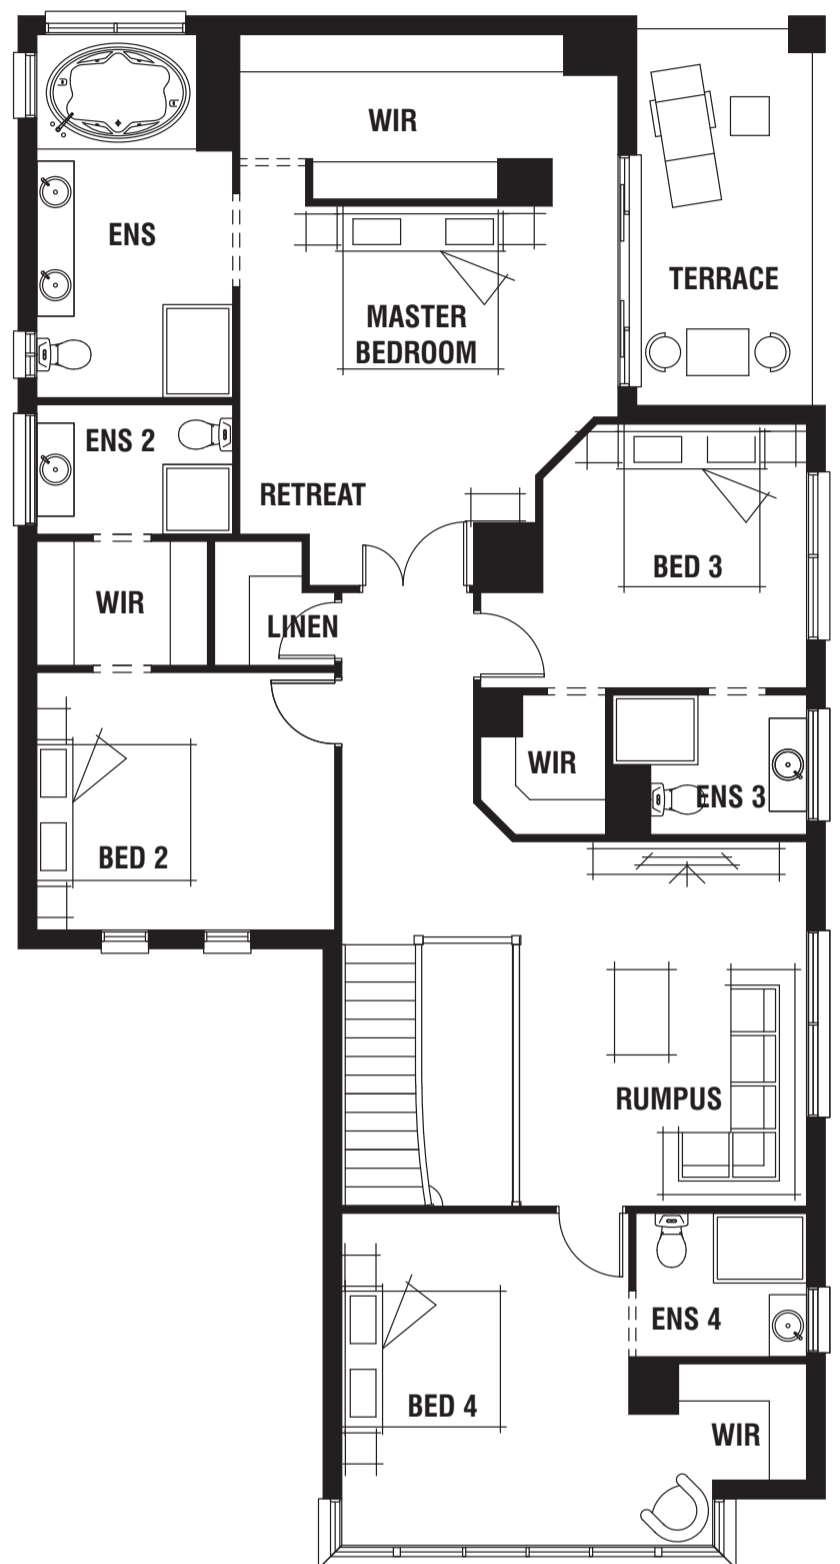 WIR
ENS
TERRACE
MASTER
BEDROOM
ENS 2
RETREAT
BED 3
WIR
LINEN
WIR
ENS 3
BED 2
RUMPUS
ENS 4
BED 4
WIR